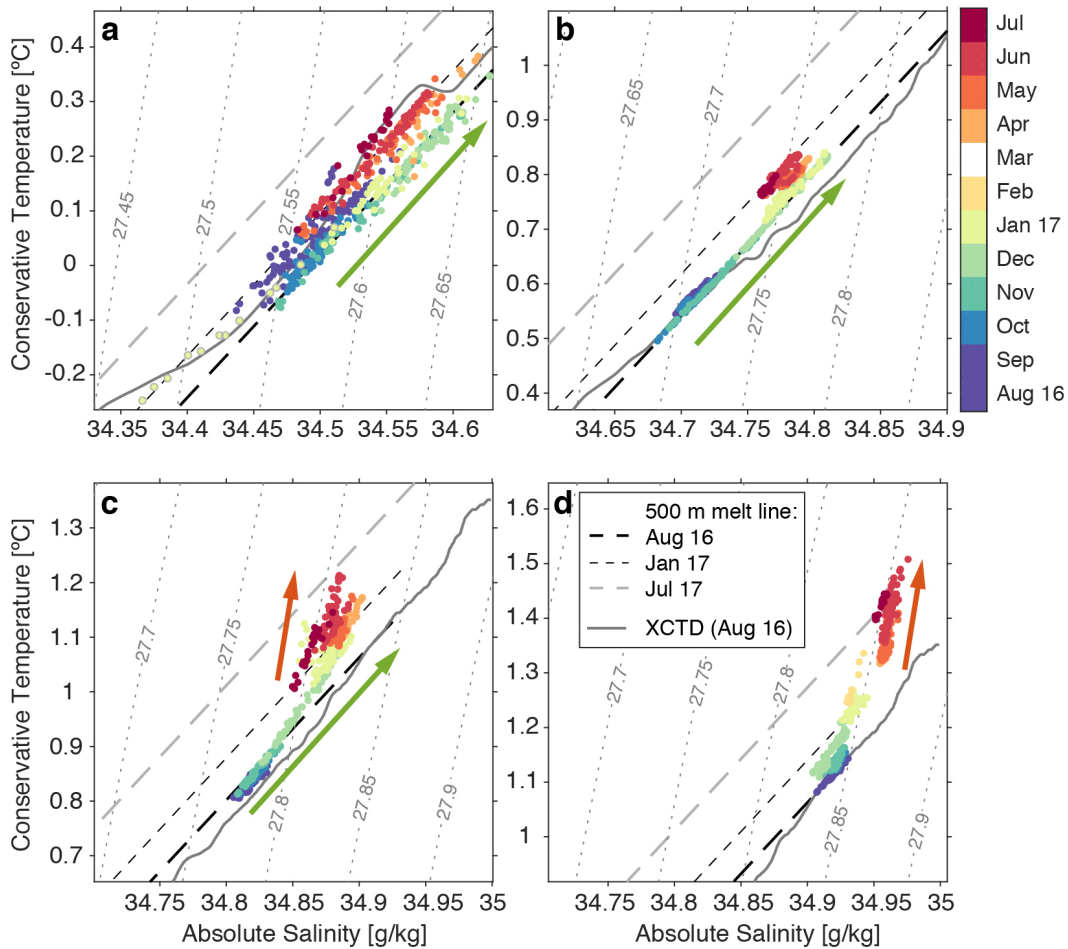 a
Conservative Temperature [ºC]
0.4
0.3
0.2
0.1
0
-0.1
-0.2
27.45
27.5
27.55
27.6
27.65
34.35
34.4
34.45
34.5
34.55
34.6
b
1
0.9
0.8
0.7
0.6
0.5
0.4
27.65
27.7
27.75
27.8
34.65
34.7
34.75
34.8
34.85
34.9
Jul
Jun
May
Apr
Mar
Feb
Jan 17
Dec
Nov
Oct
Sep
Aug 16
c
Conservative Temperature [ºC]
1.3
1.2
1.1
1
0.9
0.8
0.7
27.7
27.75
27.8
27.85
27.9
34.75
34.8
34.85
34.9
34.95
35
Absolute Salinity [g/kg]
d
1.6
1.5
1.4
1.3
1.2
1.1
1
500 m melt line:
Aug 16
Jan 17
Jul 17
XCTD (Aug 16)
27.7
27.75
27.8
27.85
27.9
34.75
34.8
34.85
34.9
34.95
35
Absolute Salinity [g/kg]